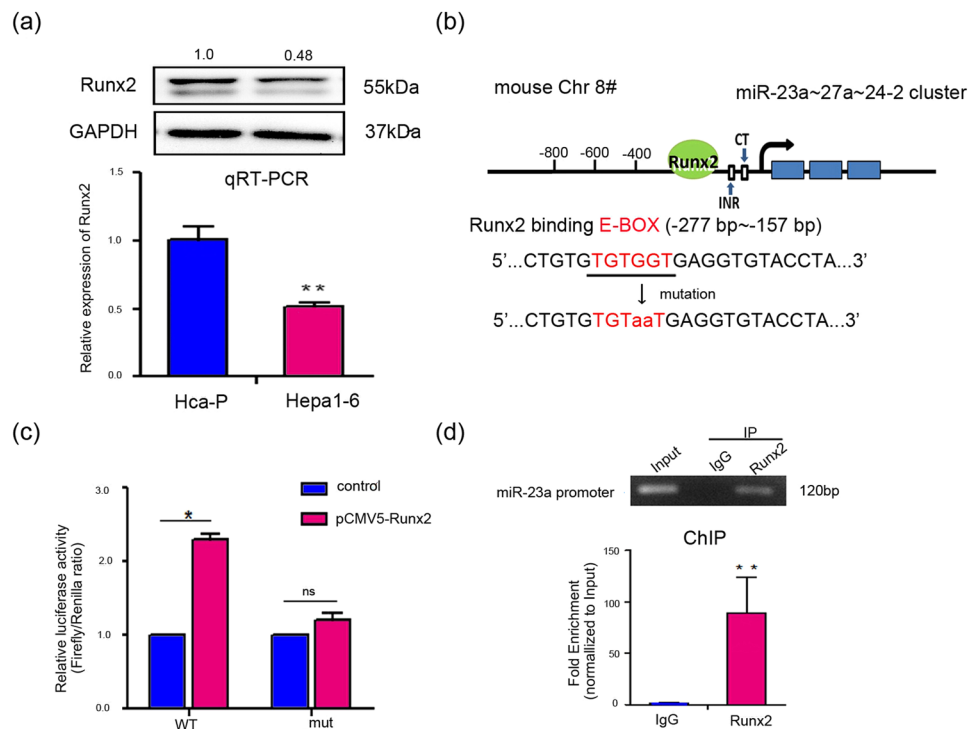 (a)
1.0 0.48
Runx2 55kDa
GAPDH 37kDa
qRT-PCR
Relative expression of Runx2
1.5
1.0
0.5
0.0
**
Hca-P Hepa1-6
(b)
mouse Chr 8#
miR-23a~27a~24-2 cluster
-800 -600 -400
Runx2
CT
INR
Runx2 binding E-BOX (-277 bp~-157 bp)
5'...CTGTGTGTGGTGAGGTGTACCTA...3'
mutation
5'...CTGTGTGTaaTGAGGTGTACCTA...3'
(c)
control
pCMV5-Runx2
Relative luciferase activity
(Firefly/Renilla ratio)
3.0
2.0
1.0
0.0
*
ns
WT mut
(d)
IP
Input IgG Runx2
miR-23a promoter 120bp
ChIP
Fold Enrichment
(normallized to Input)
150
100
50
0
**
IgG Runx2